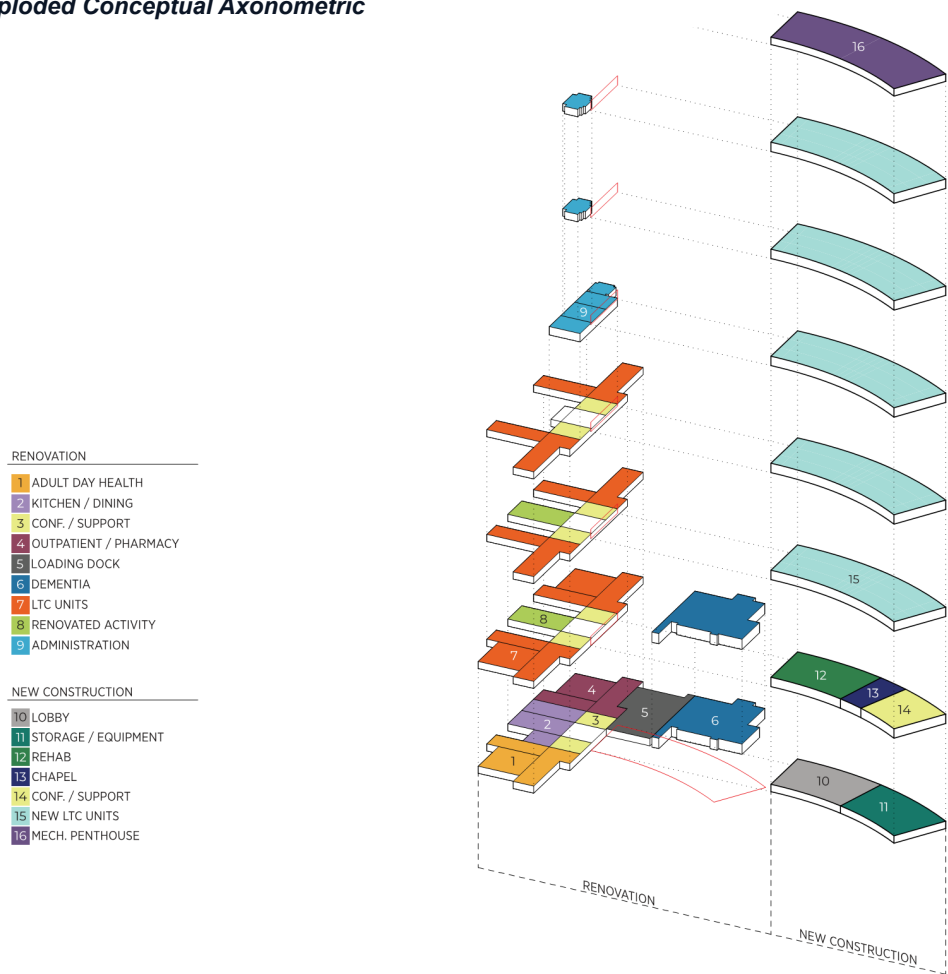 ploded Conceptual Axonometric
RENOVATION
1 ADULT DAY HEALTH
2 KITCHEN / DINING
3 CONF. / SUPPORT
4 OUTPATIENT / PHARMACY
5 LOADING DOCK
6 DEMENTIA
7 LTC UNITS
8 RENOVATED ACTIVITY
9 ADMINISTRATION
NEW CONSTRUCTION
10 LOBBY
11 STORAGE / EQUIPMENT
12 REHAB
13 CHAPEL
14 CONF. / SUPPORT
15 NEW LTC UNITS
16 MECH. PENTHOUSE
16
9
15
8
7
12
13
14
4
3
5
6
2
1
10
11
RENOVATION
NEW CONSTRUCTION